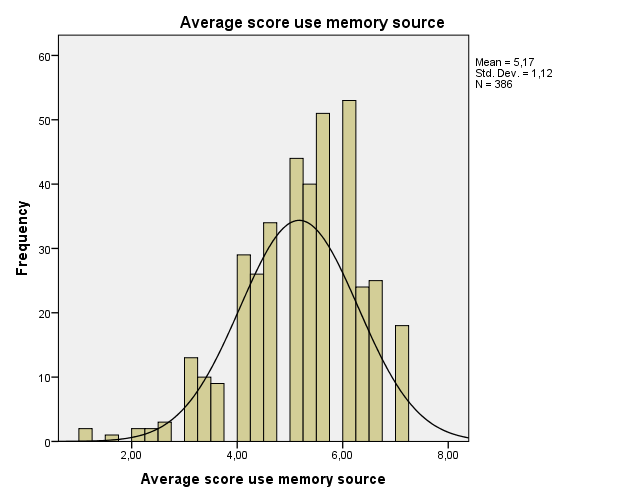 Average score use memory source
Mean = 5,17
Std. Dev. = 1,12
N = 386
60
50
40
30
20
10
0
Frequency
2,00 4,00 6,00 8,00
Average score use memory source